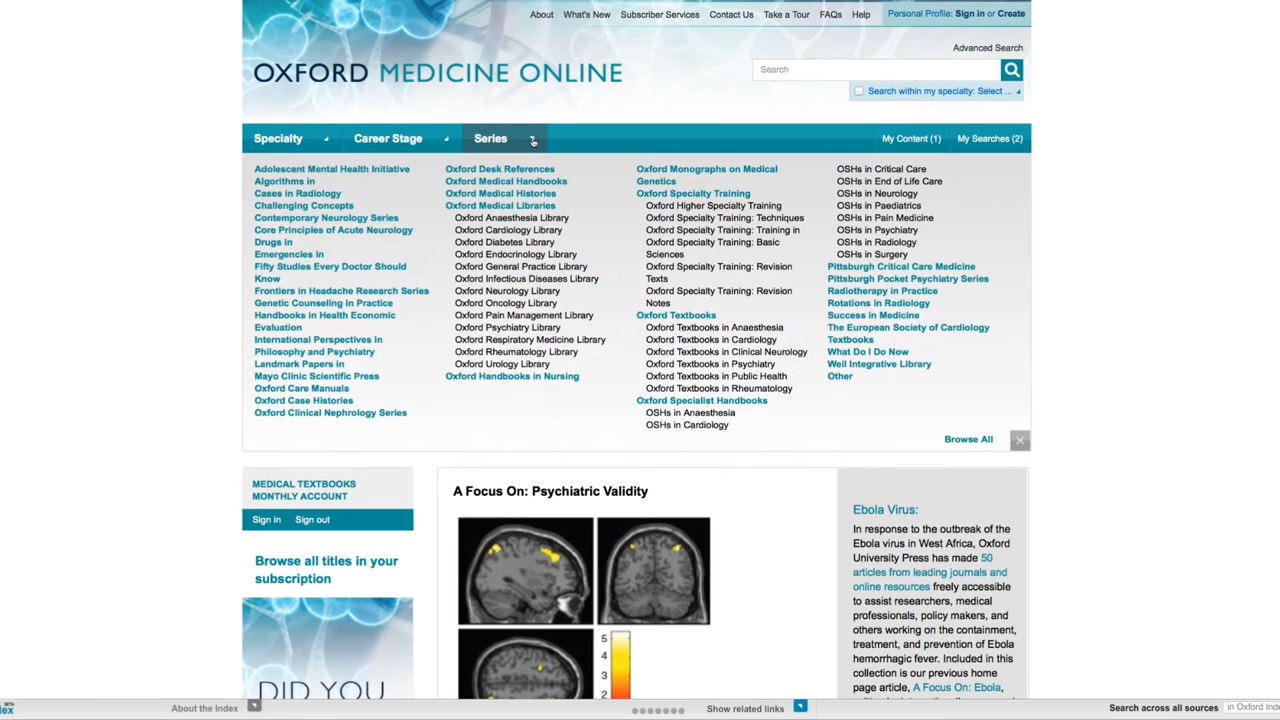 About What's New Subscriber Services Contact Us Take a Tour FAQs Help Personal Profile: Sign in or Create
Advanced Search
OXFORD MEDICINE ONLINE
Search
Search within my specialty: Select ...
Specialty Career Stage Series My Content (1) My Searches (2)
Adolescent Mental Health Initiative
Algorithms in
Cases in Radiology
Challenging Concepts
Contemporary Neurology Series
Core Principles of Acute Neurology
Drugs in
Emergencies in
Fifty Studies Every Doctor Should
Know
Frontiers in Headache Research Series
Genetic Counseling in Practice
Handbooks in Health Economic
Evaluation
International Perspectives in
Philosophy and Psychiatry
Landmark Papers in
Mayo Clinic Scientific Press
Oxford Care Manuals
Oxford Case Histories
Oxford Clinical Nephrology Series
Oxford Desk References
Oxford Medical Handbooks
Oxford Medical Histories
Oxford Medical Libraries
Oxford Anaesthesia Library
Oxford Cardiology Library
Oxford Diabetes Library
Oxford Endocrinology Library
Oxford General Practice Library
Oxford Infectious Diseases Library
Oxford Neurology Library
Oxford Oncology Library
Oxford Pain Management Library
Oxford Psychiatry Library
Oxford Respiratory Medicine Library
Oxford Rheumatology Library
Oxford Urology Library
Oxford Handbooks in Nursing
Oxford Monographs on Medical
Genetics
Oxford Specialty Training
Oxford Higher Specialty Training
Oxford Specialty Training: Techniques
Oxford Specialty Training: Training in
Oxford Specialty Training: Basic
Sciences
Oxford Specialty Training: Revision
Texts
Oxford Specialty Training: Revision
Notes
Oxford Textbooks
Oxford Textbooks in Anaesthesia
Oxford Textbooks in Cardiology
Oxford Textbooks in Clinical Neurology
Oxford Textbooks in Psychiatry
Oxford Textbooks in Public Health
Oxford Textbooks in Rheumatology
Oxford Specialist Handbooks
OSHs in Anaesthesia
OSHs in Cardiology
OSHs in Critical Care
OSHs in End of Life Care
OSHs in Neurology
OSHs in Paediatrics
OSHs in Pain Medicine
OSHs in Psychiatry
OSHs in Radiology
OSHs in Surgery
Pittsburgh Critical Care Medicine
Pittsburgh Pocket Psychiatry Series
Radiotherapy in Practice
Rotations in Radiology
Success in Medicine
The European Society of Cardiology
Textbooks
What Do I Do Now
Weil Integrative Library
Other
Browse All
MEDICAL TEXTBOOKS
MONTHLY ACCOUNT
Sign in Sign out
Browse all titles in your
subscription
DID YOU
A Focus On: Psychiatric Validity
5
4
3
2
Ebola Virus:
In response to the outbreak of the
Ebola virus in West Africa, Oxford
University Press has made 50
articles from leading journals and
online resources freely accessible
to assist researchers, medical
professionals, policy makers, and
others working on the containment,
treatment, and prevention of Ebola
hemorrhagic fever. Included in this
collection is our previous home
page article, A Focus On: Ebola,
dex About the Index Show related links Search across all sources in Oxford Inde